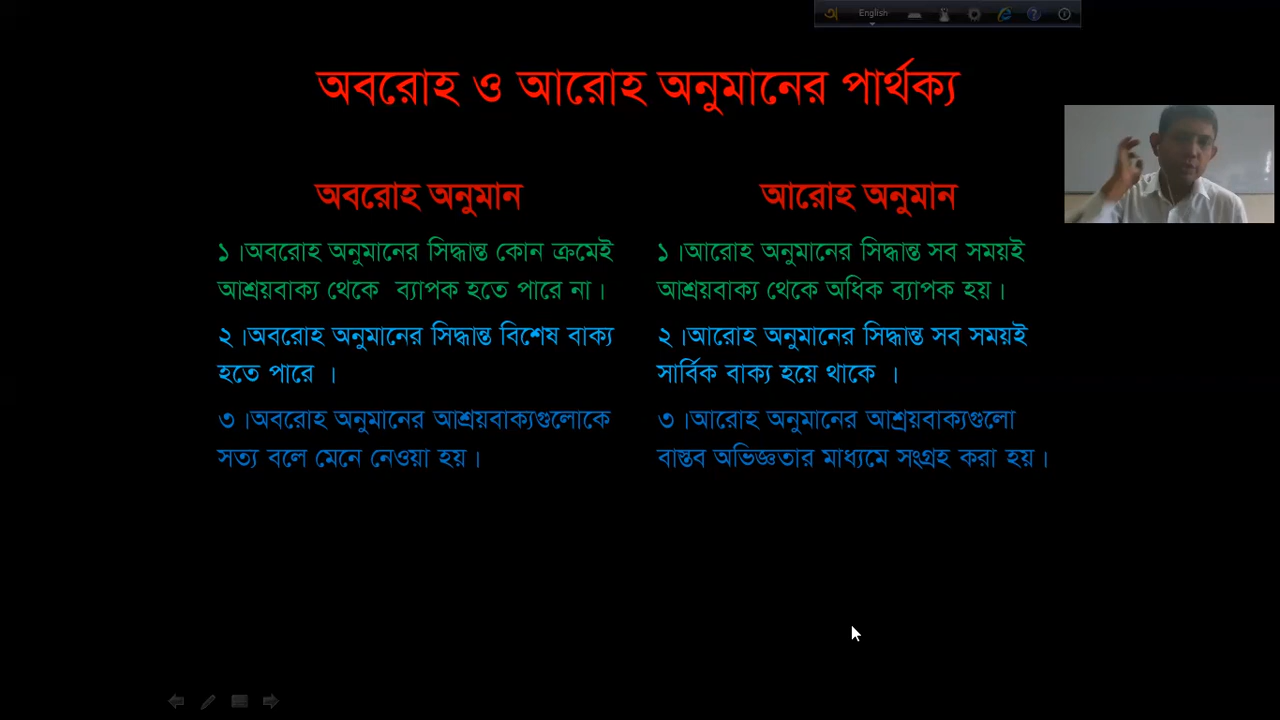 অ English
অবরোহ ও আরোহ অনুমানের পার্থক্য
অবরোহ অনুমান
১।অবরোহ অনুমানের সিদ্ধান্ত কোন ক্রমেই
আশ্রয়বাক্য থেকে ব্যাপক হতে পারে না।
২।অবরোহ অনুমানের সিদ্ধান্ত বিশেষ বাক্য
হতে পারে ।
৩।অবরোহ অনুমানের আশ্রয়বাক্যগুলোকে
সত্য বলে মেনে নেওয়া হয়।
আরোহ অনুমান
১।আরোহ অনুমানের সিদ্ধান্ত সব সময়ই
আশ্রয়বাক্য থেকে অধিক ব্যাপক হয়।
২।আরোহ অনুমানের সিদ্ধান্ত সব সময়ই
সার্বিক বাক্য হয়ে থাকে ।
৩।আরোহ অনুমানের আশ্রয়বাক্যগুলো
বাস্তব অভিজ্ঞতার মাধ্যমে সংগ্রহ করা হয়।